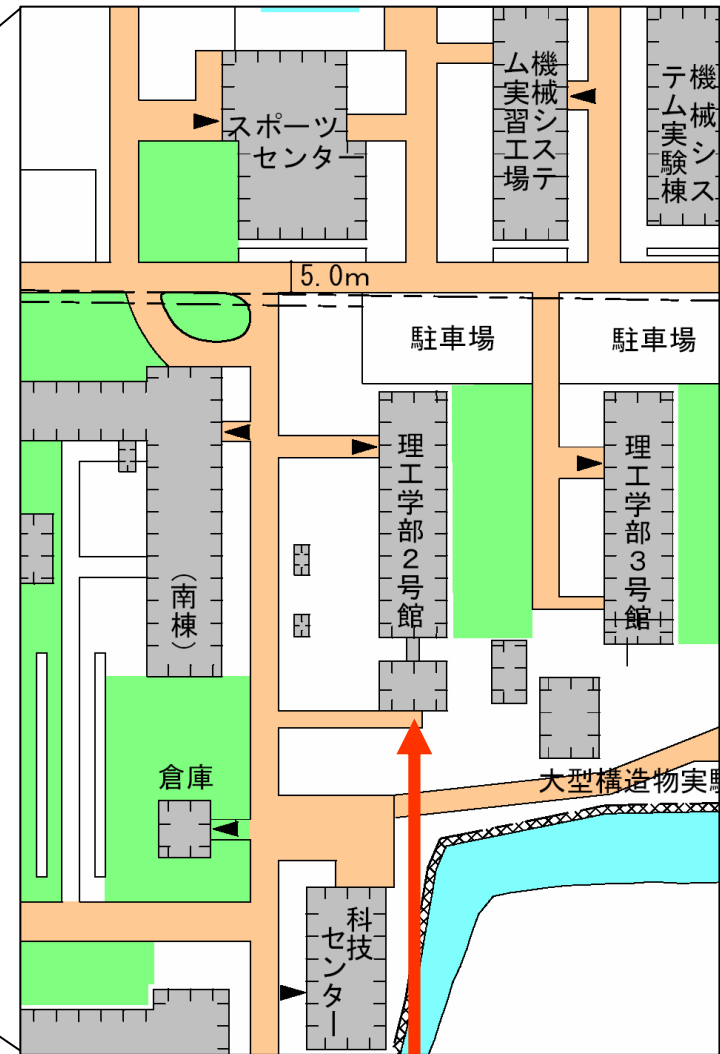 スポーツ
センター
機械システ
ム実習工場
機械シス
テム実験棟
5.0m
駐車場
駐車場
理工学部2号館
理工学部3号館
(南棟)
倉庫
大型構造物実験
科技
センター